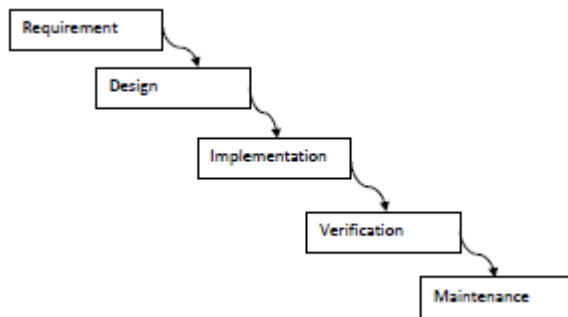 Requirement
Design
Implementation
Verification
Maintenance